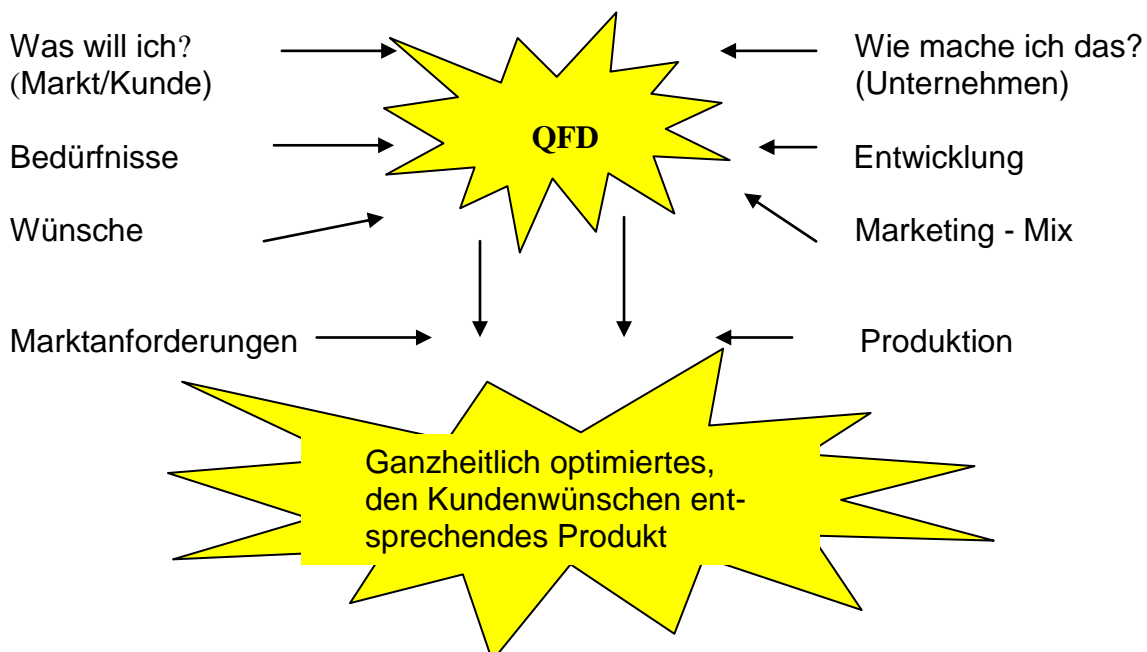 Was will ich?
(Markt/Kunde)
Bedürfnisse
Wünsche
Marktanforderungen
QFD
Wie mache ich das?
(Unternehmen)
Entwicklung
Marketing - Mix
Produktion
Ganzheitlich optimiertes,
den Kundenwünschen ent-
sprechendes Produkt